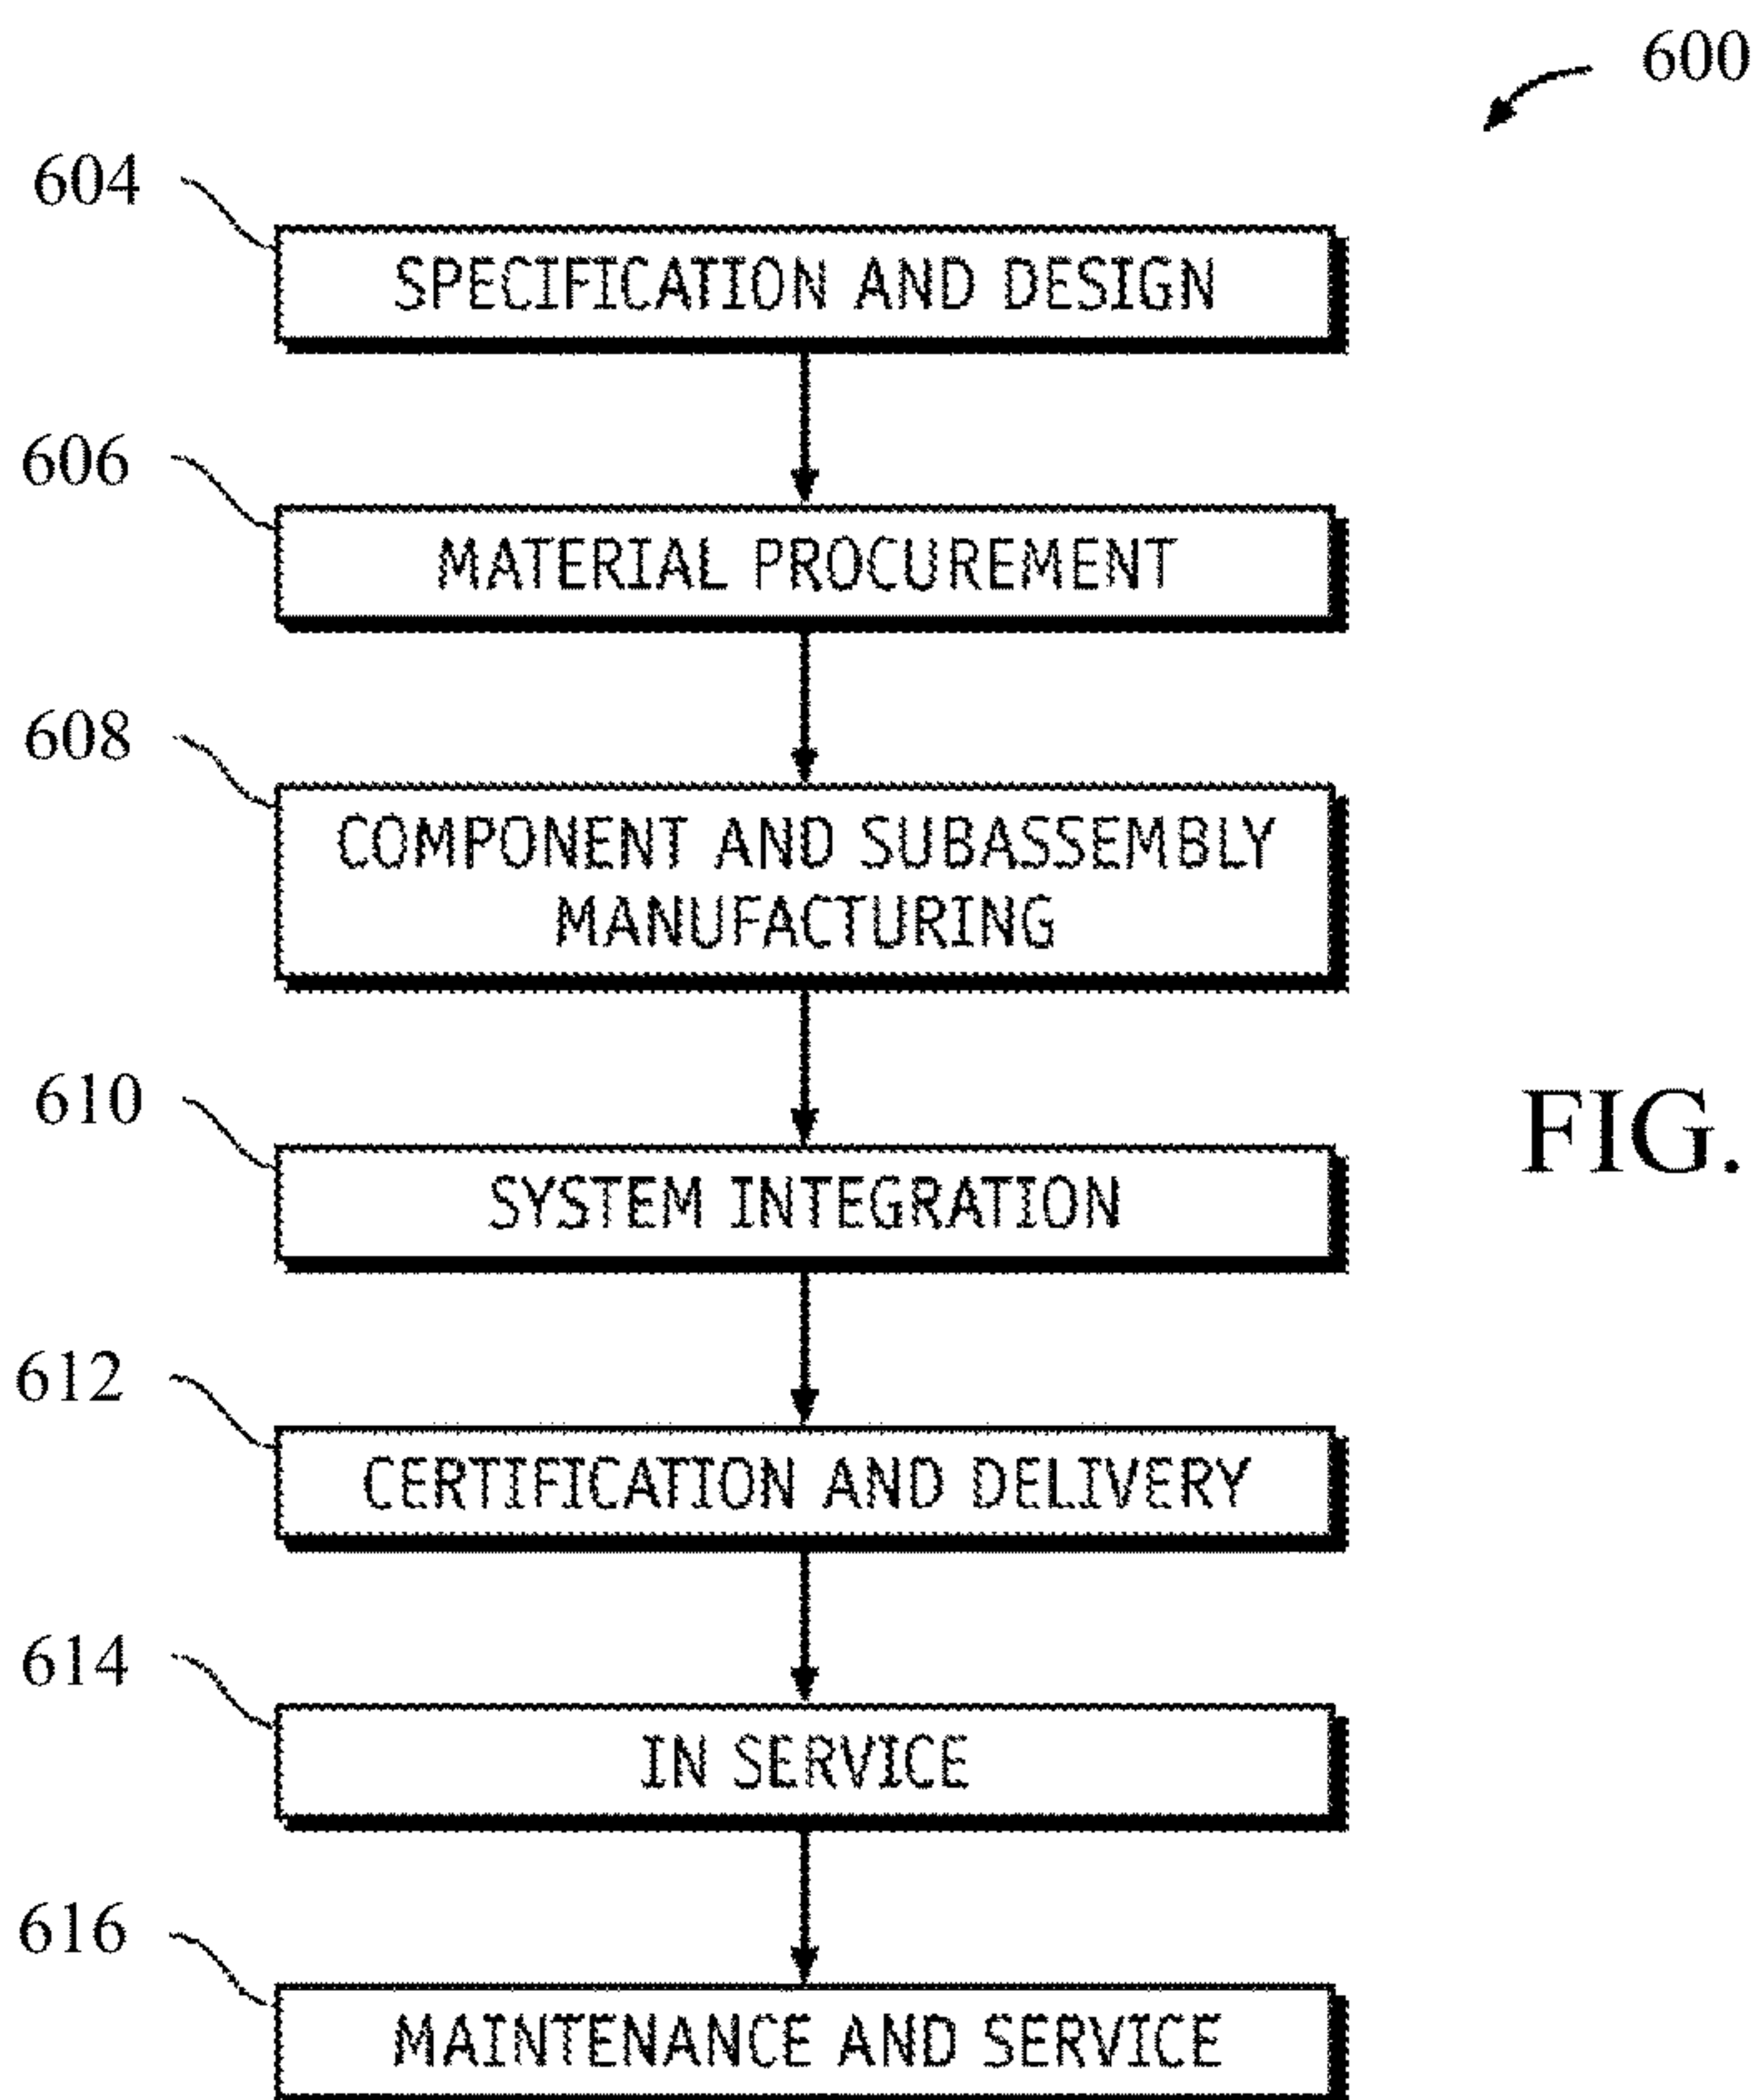 600
604
SPECIFICATION AND DESIGN
606
MATERIAL PROCUREMENT
608
COMPONENT AND SUBASSEMBLY
MANUFACTURING
610
SYSTEM INTEGRATION
FIG.
612
CERTIFICATION AND DELIVERY
614
IN SERVICE
616
MAINTENANCE AND SERVICE